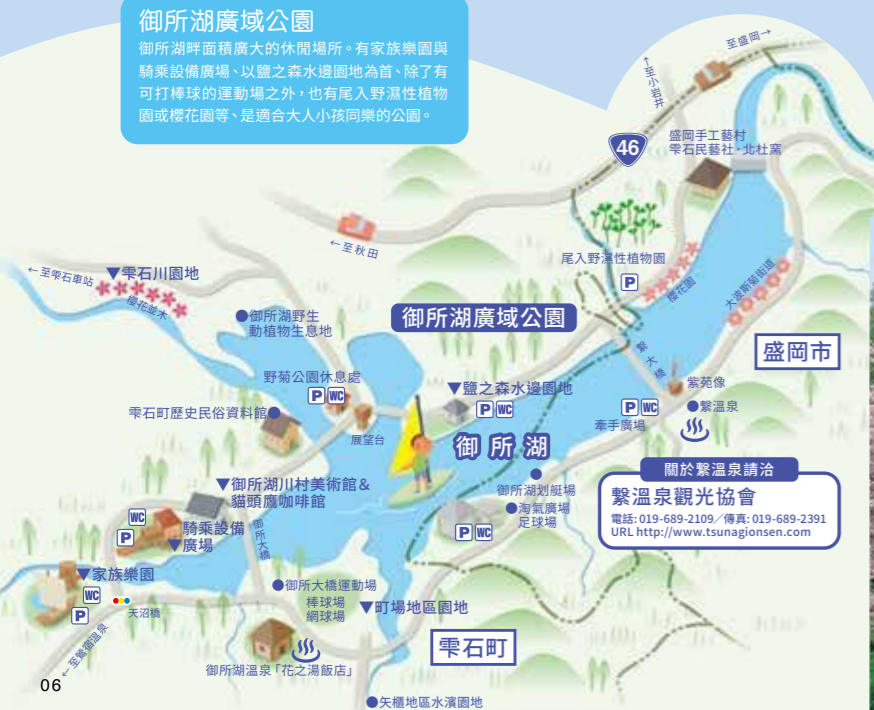 御所湖廣域公園
御所湖畔面積廣大的休閒場所。有家族樂園與
騎乘設備廣場、以鹽之森水邊園地為首、除了有
可打棒球的運動場之外，也有尾入野濕性植物
園或櫻花園等、是適合大人小孩同樂的公園。
至盛岡→
←至小岩井
46
盛岡手工藝村
雫石民藝社·北杜窯
←至秋田
尾入野濕性植物園
P
櫻花園
大波斯菊街道
←至雫石車站
▼雫石川園地
櫻花並木
●御所湖野生
動植物生息地
御所湖廣域公園
盛岡市
繫大橋
野菊公園休息處
P WC
▼鹽之森水邊園地
P WC
紫苑像
●繫溫泉
P WC
牽手廣場
雫石町歷史民俗資料館●
展望台
御所湖
關於繫溫泉請洽
繫溫泉觀光協會
電話: 019-689-2109／傳真: 019-689-2391
URL http://www.tsunagionsen.com
●
御所湖划艇場
●淘氣廣場
足球場
P WC
▼御所湖川村美術館&
貓頭鷹咖啡館
WC
P
騎乘設備
▼廣場
御所大橋
▼家族樂園
WC
P
天沼橋
●御所大橋運動場
棒球場
網球場
▼町場地區園地
雫石町
←至鶯宿溫泉
御所湖溫泉「花之湯飯店」
06
●矢櫃地區水濱園地